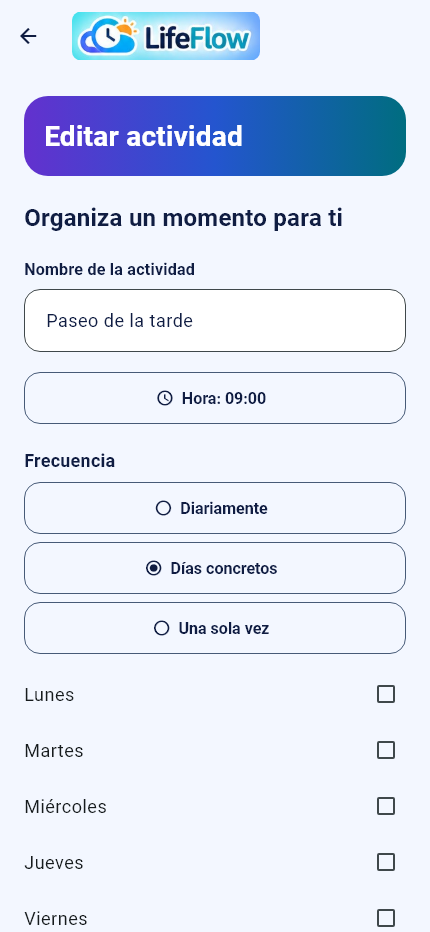 LifeFlow
Editar actividad
Organiza un momento para ti
Nombre de la actividad
Paseo de la tarde
Hora: 09:00
Frecuencia
Diariamente
Días concretos
Una sola vez
Lunes
Martes
Miércoles
Jueves
Viernes